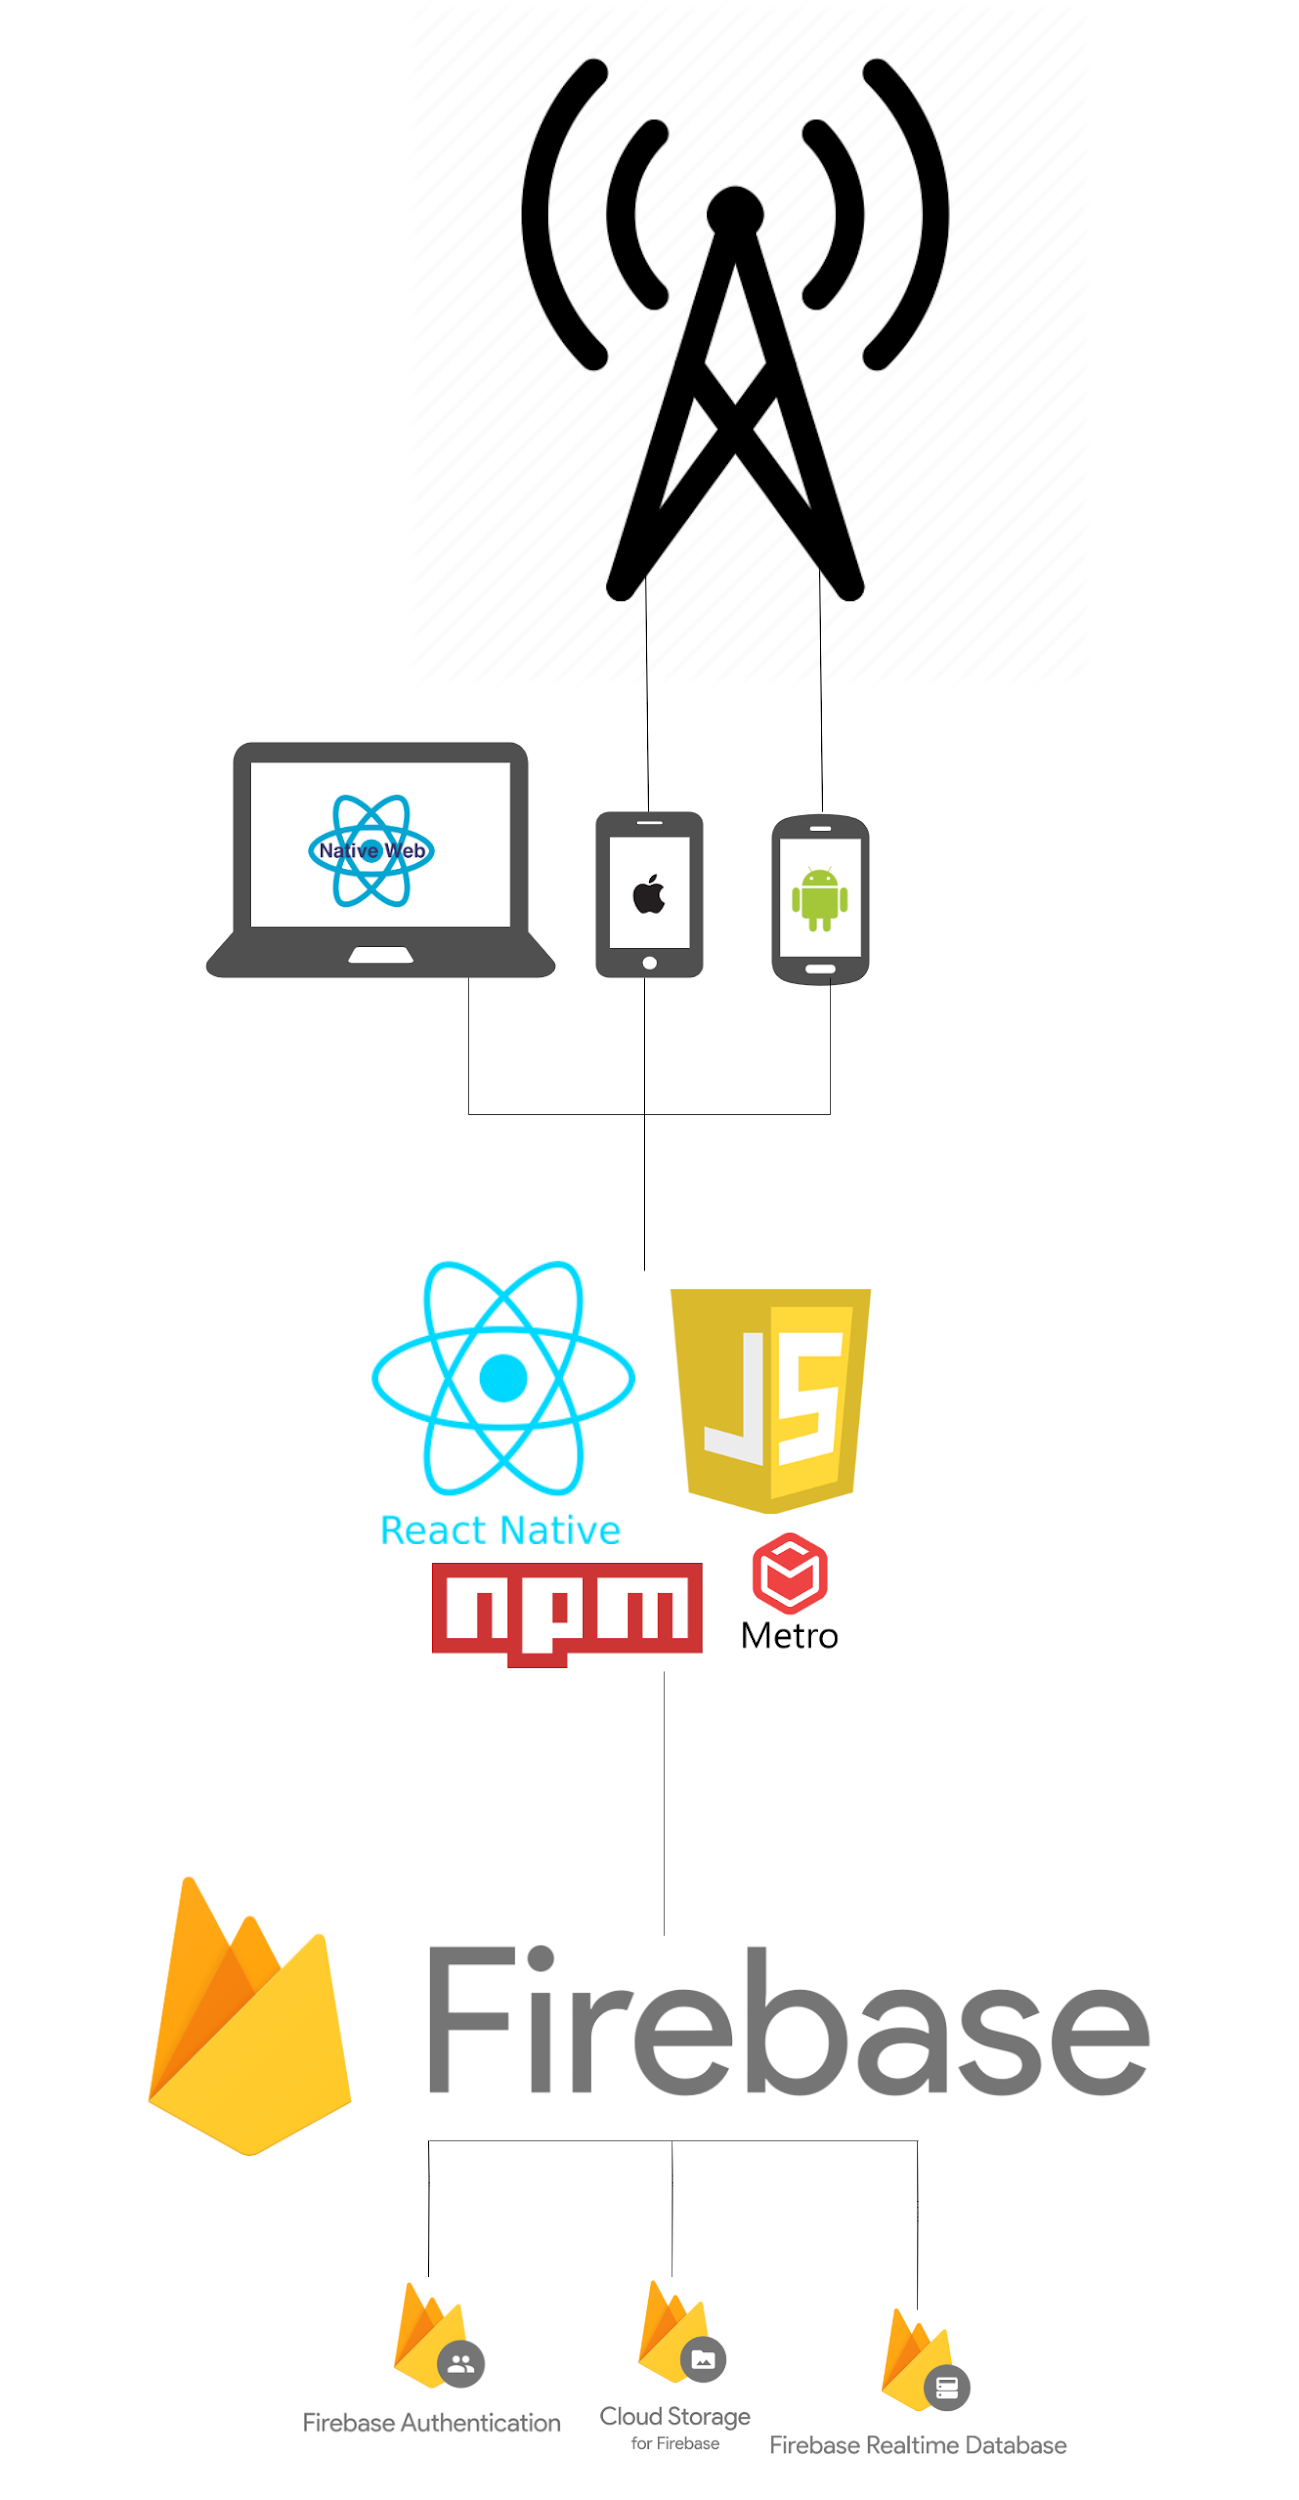 Native Web
JS
React Native
npm
Metro
Firebase
Firebase Authentication
Cloud Storage
for Firebase
Firebase Realtime Database